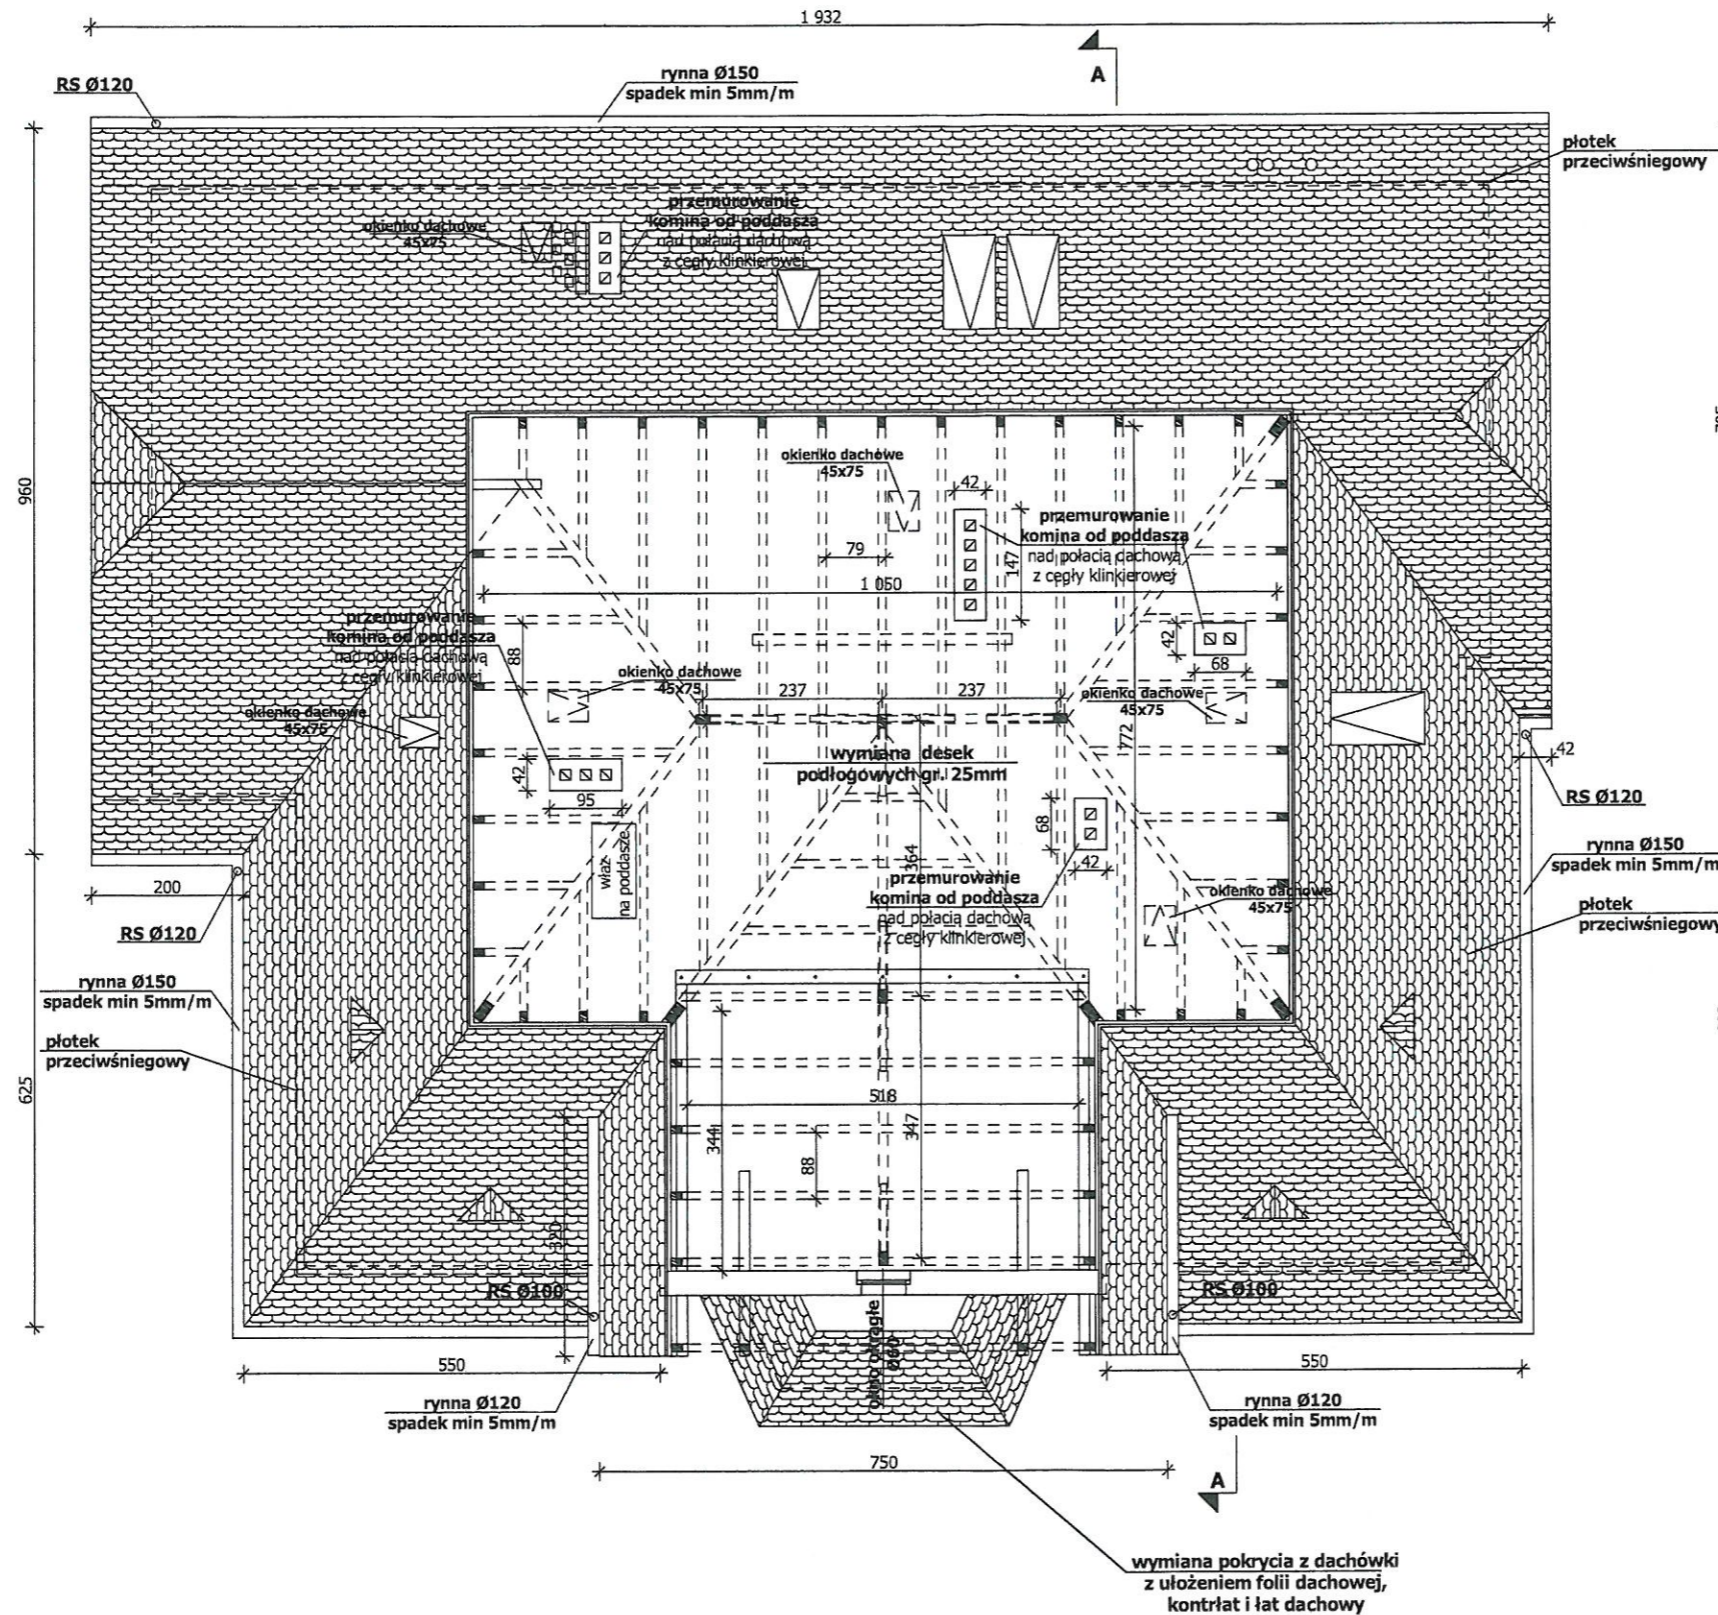 1 932
A
RS Ø120
rynna Ø150
spadek min 5mm/m
płotek
przeciwśniegowy
przemurowanie
komina od poddasza
nad połacią dachową
z cegły klinkierowej
okienko dachowe
45x75
960
okienko dachowe
45x75
42
przemurowanie
komina od poddasza
nad połacią dachową
z cegły klinkierowej
147
79
1 050
przemurowanie
komina od poddasza
nad połacią dachową
z cegły klinkierowej
88
42
68
okienko dachowe
45x75
237
237
okienko dachowe
45x75
okienko dachowe
45x75
772
42
wymiana desek
podłogowych gr. 25mm
42
95
RS Ø120
68
42
właz
na poddasze
364
rynna Ø150
spadek min 5mm/m
200
przemurowanie
komina od poddasza
nad połacią dachową
z cegły klinkierowej
okienko dachowe
45x75
płotek
przeciwśniegowy
RS Ø120
rynna Ø150
spadek min 5mm/m
płotek
przeciwśniegowy
625
518
344
347
88
320
RS Ø100
RS Ø100
okno okrągłe
Ø60
550
550
rynna Ø120
spadek min 5mm/m
rynna Ø120
spadek min 5mm/m
750
A
wymiana pokrycia z dachówki
z ułożeniem folii dachowej,
kontrłat i łat dachowy